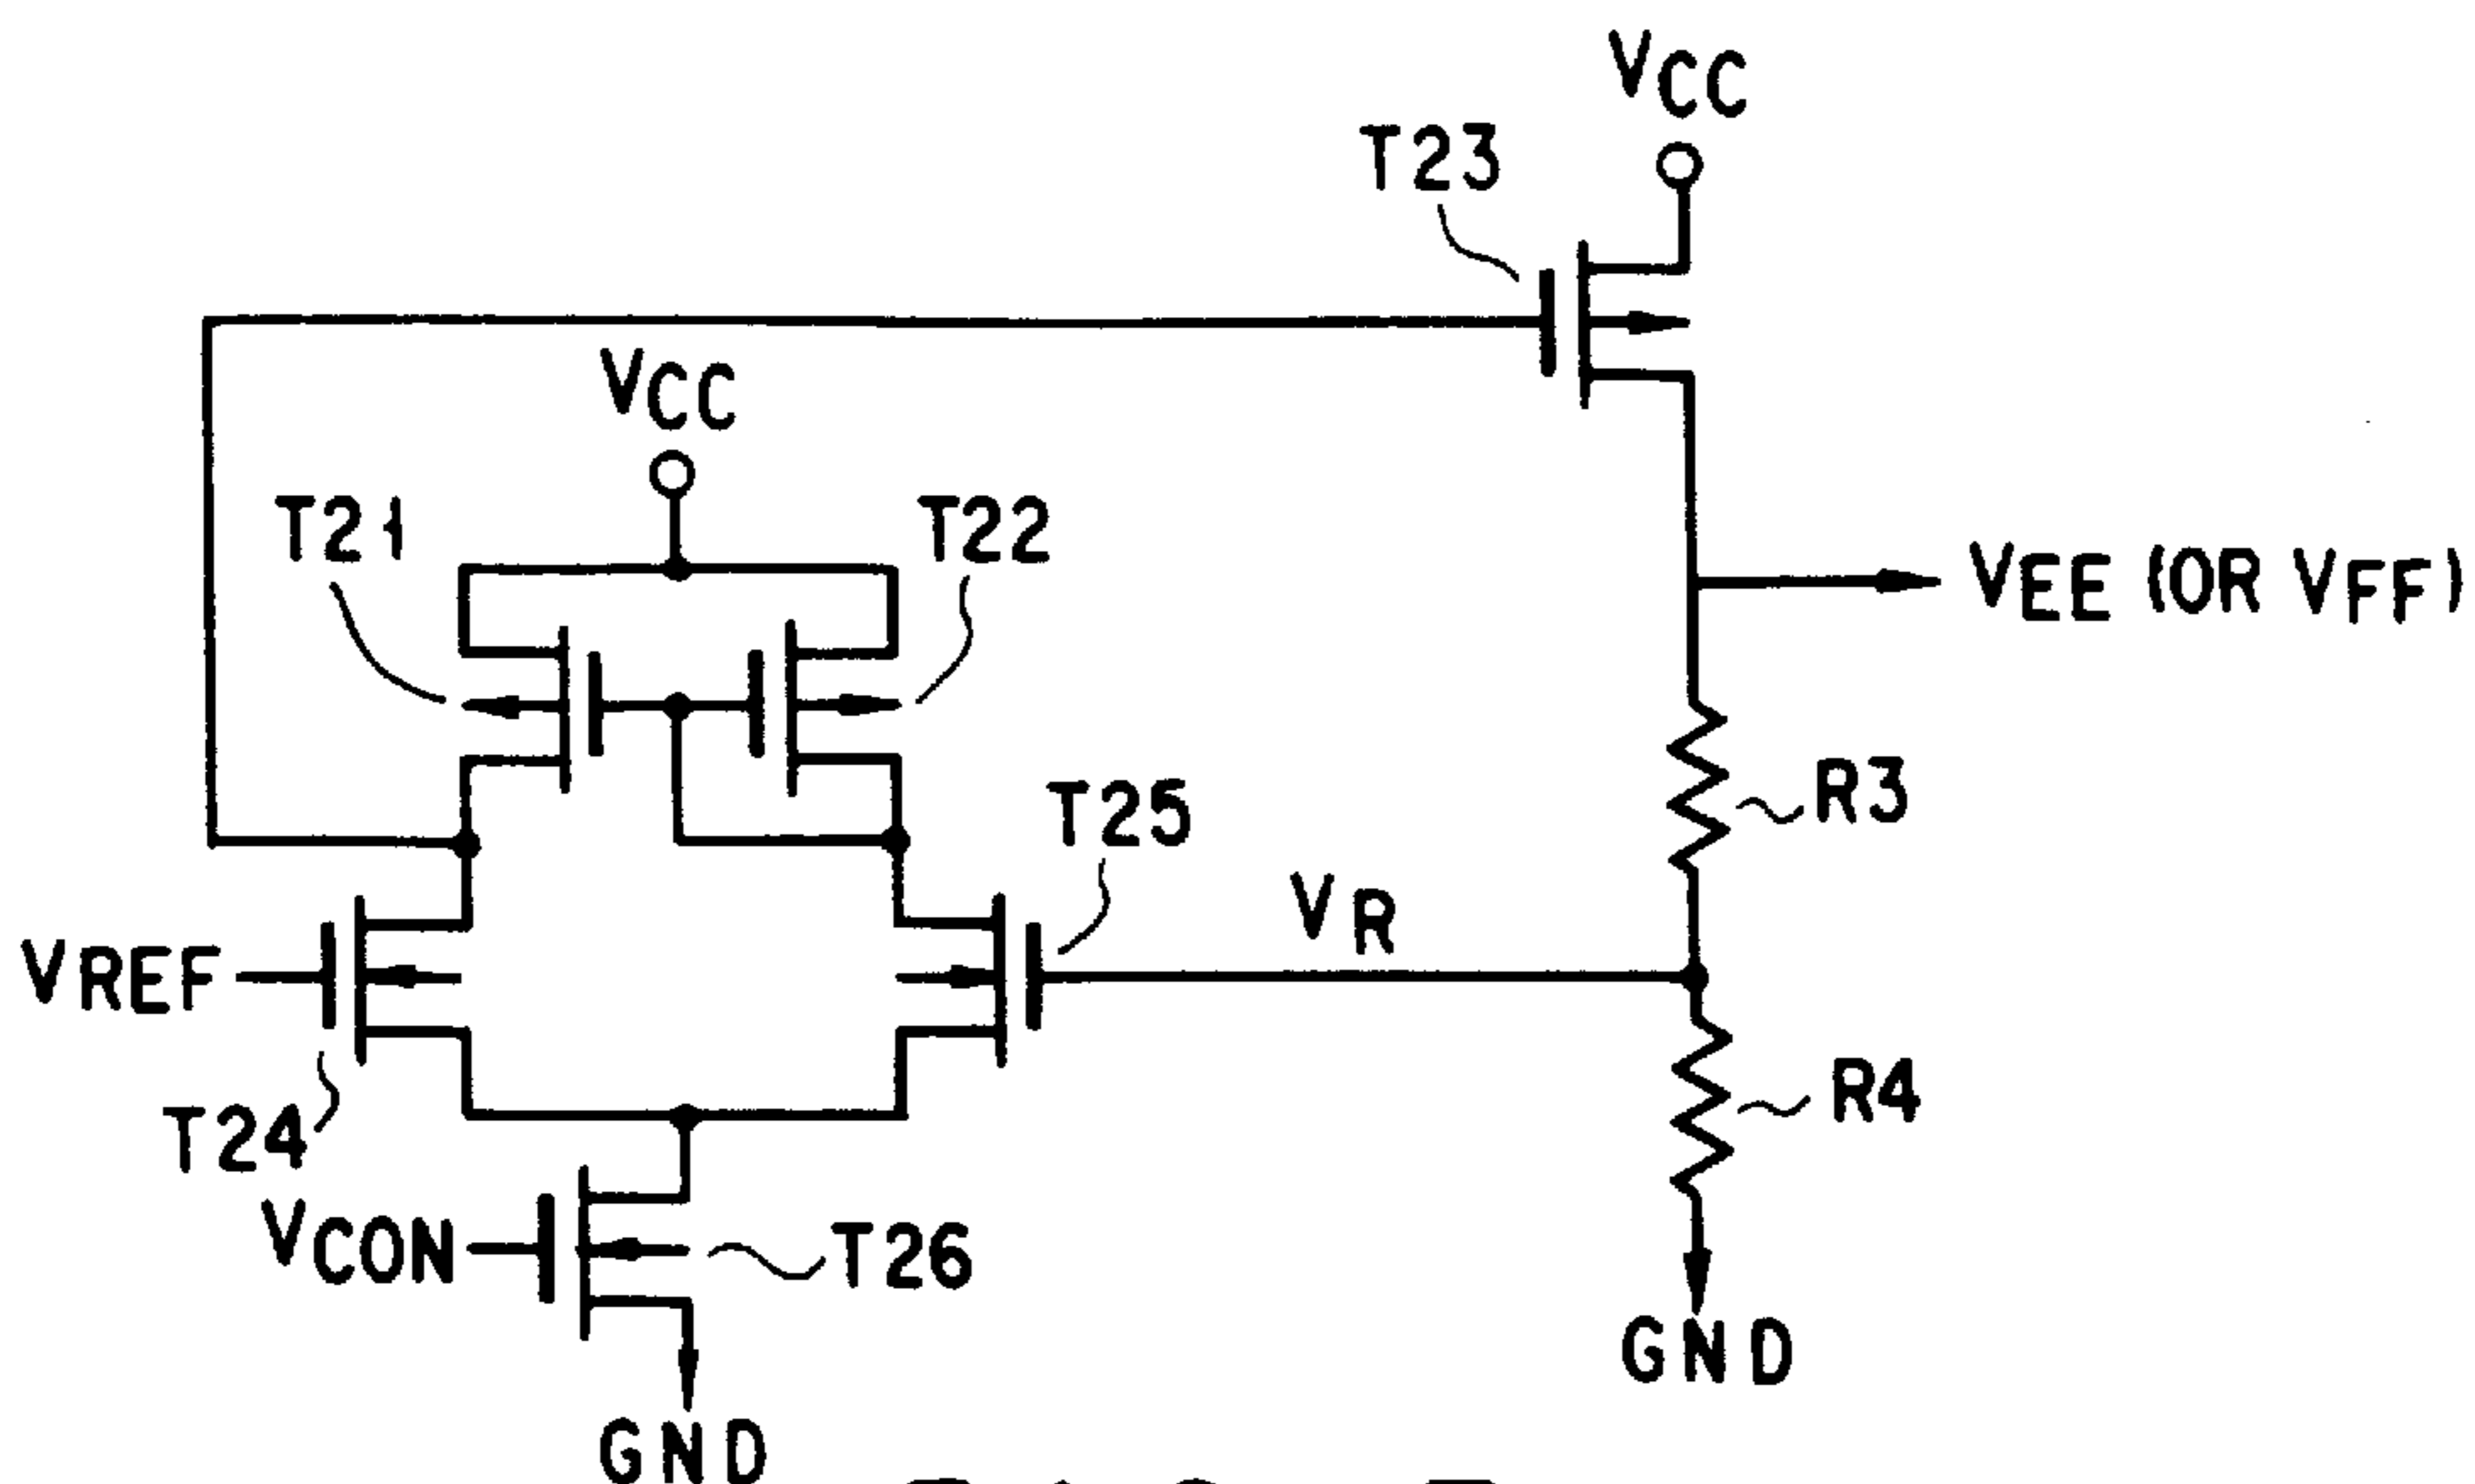 VCC
T23
VCC
T21
T22
VEE (OR VFF)
R3
T25
VR
VREF
R4
T24
VCON
T26
GND
GND